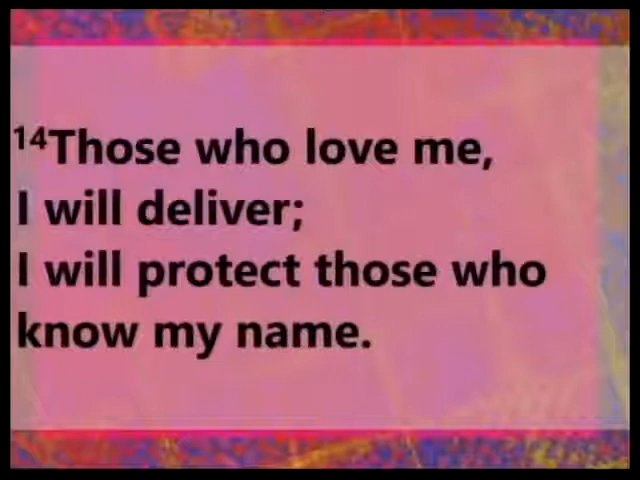 ¹⁴Those who love me,
I will deliver;
I will protect those who
know my name.